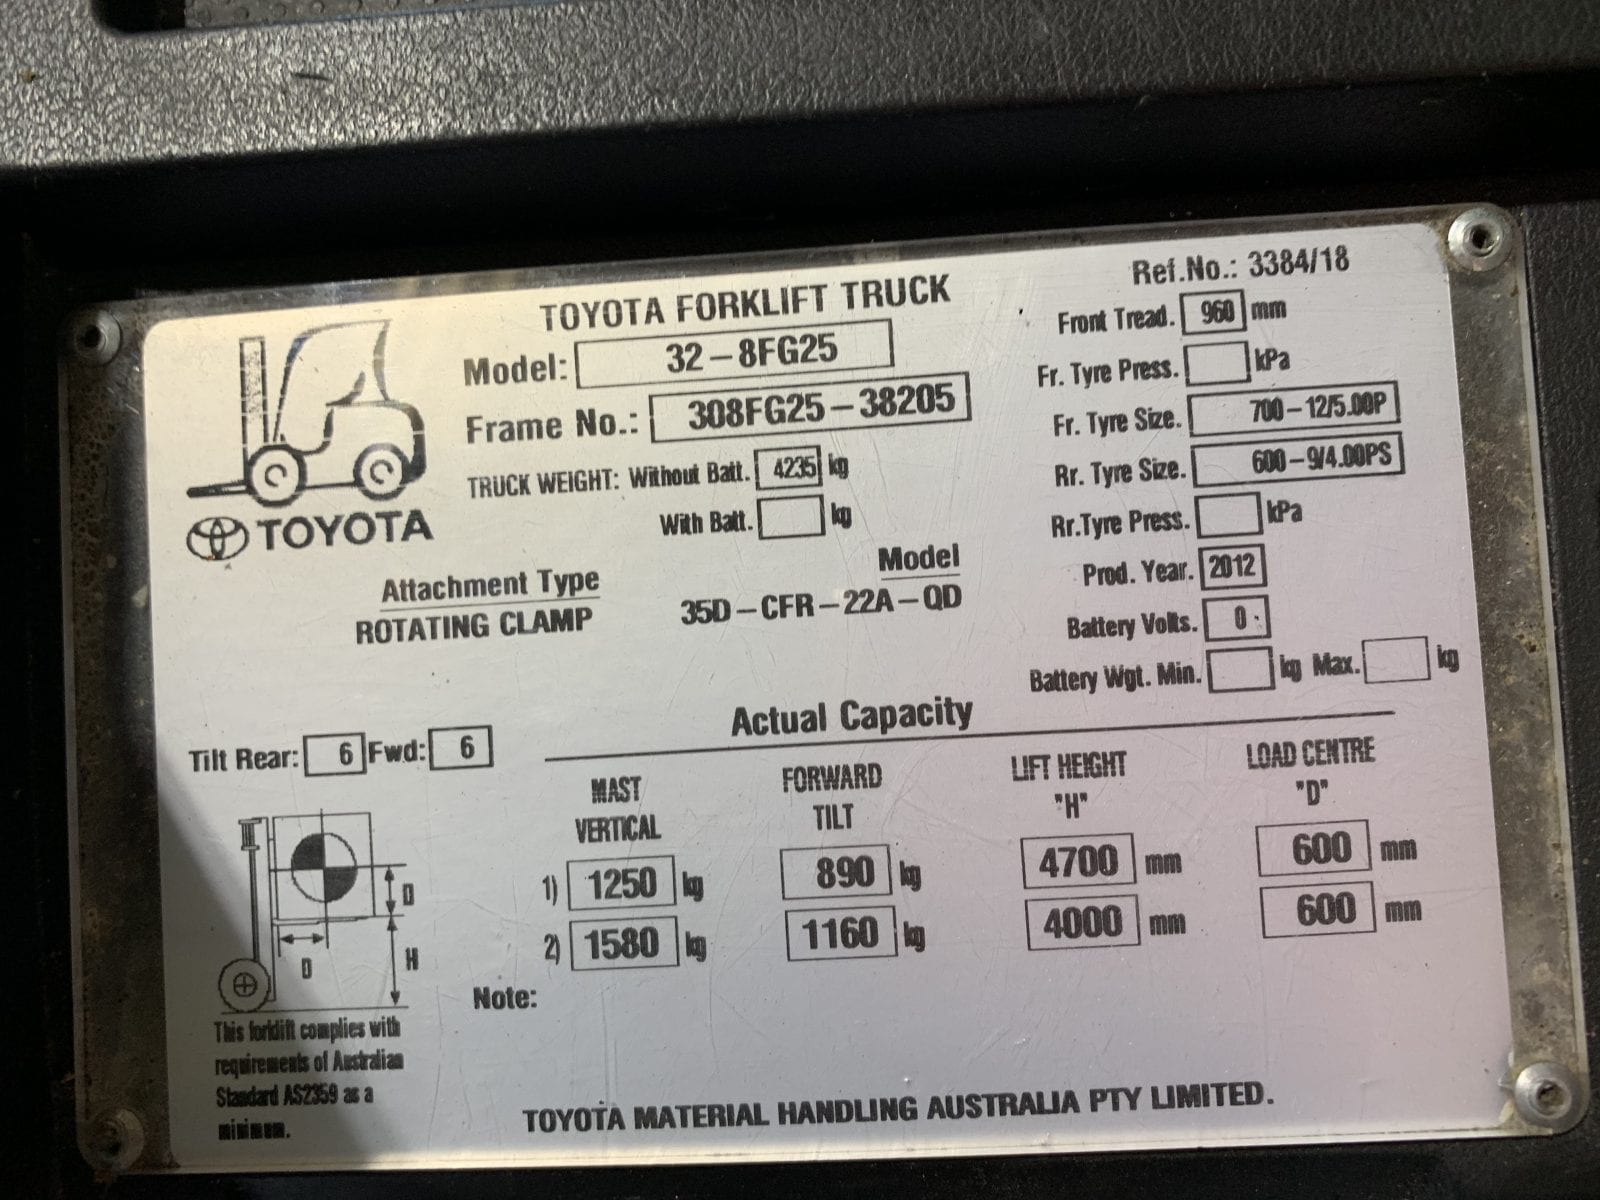 Ref.No.: 3384/18
TOYOTA FORKLIFT TRUCK
Model: 32-8FG25
Frame No.: 308FG25-38205
TRUCK WEIGHT: Without Batt. 4235 kg
With Batt. kg
TOYOTA
Front Tread. 960 mm
Fr. Tyre Press. kPa
Fr. Tyre Size. 700-12/5.00P
Rr. Tyre Size. 600-9/4.00PS
Rr.Tyre Press. kPa
Prod. Year. 2012
Battery Volts. 0
Battery Wgt. Min. kg Max. kg
Attachment Type Model
ROTATING CLAMP 35D-CFR-22A-QD
Actual Capacity
Tilt Rear: 6 Fwd: 6
MAST VERTICAL FORWARD TILT LIFT HEIGHT "H" LOAD CENTRE "D"
1) 1250 kg 890 kg 4700 mm 600 mm
2) 1580 kg 1160 kg 4000 mm 600 mm
D
D
H
Note:
This forklift complies with
requirements of Australian
Standard AS2359 as a
minimum.
TOYOTA MATERIAL HANDLING AUSTRALIA PTY LIMITED.